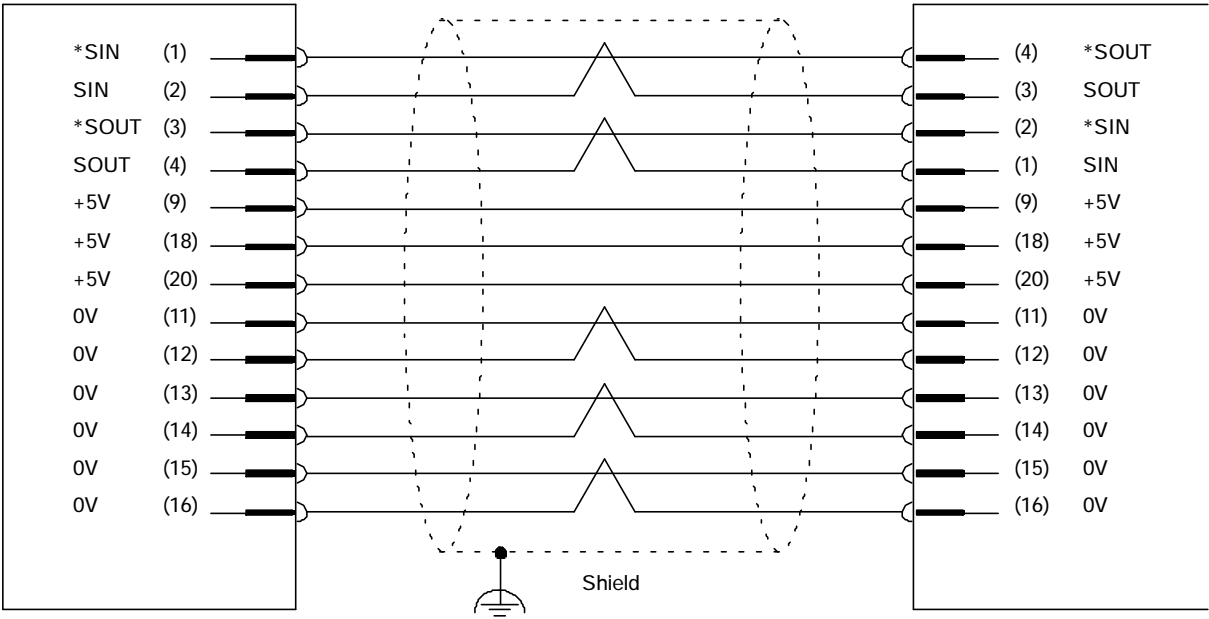 *SIN (1) (4) *SOUT
SIN (2) (3) SOUT
*SOUT (3) (2) *SIN
SOUT (4) (1) SIN
+5V (9) (9) +5V
+5V (18) (18) +5V
+5V (20) (20) +5V
0V (11) (11) 0V
0V (12) (12) 0V
0V (13) (13) 0V
0V (14) (14) 0V
0V (15) (15) 0V
0V (16) (16) 0V
Shield